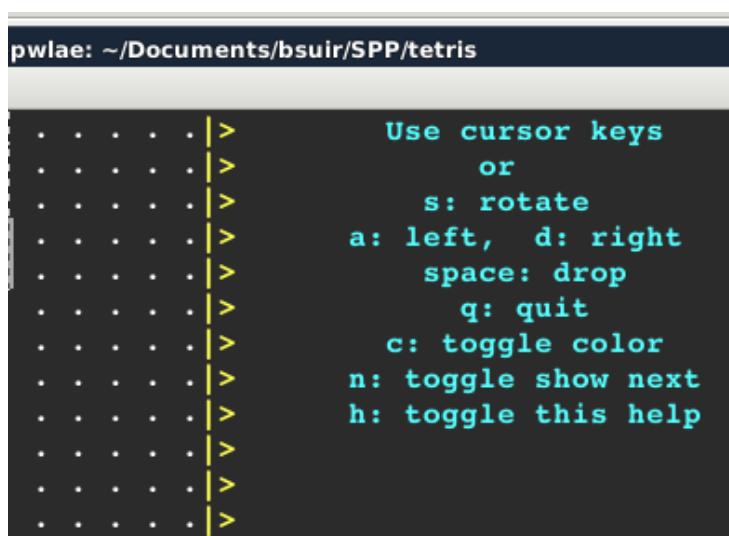 pwlae: ~/Documents/bsuir/SPP/tetris
. . . . .|> Use cursor keys
. . . . .|> or
. . . . .|> s: rotate
. . . . .|> a: left,  d: right
. . . . .|> space: drop
. . . . .|> q: quit
. . . . .|> c: toggle color
. . . . .|> n: toggle show next
. . . . .|> h: toggle this help
. . . . .|>
. . . . .|>
. . . . .|>